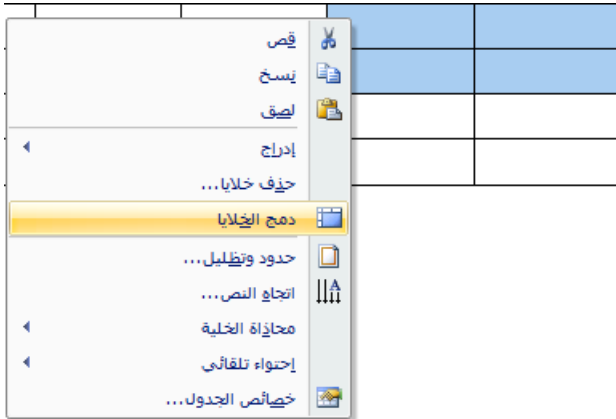 قص
نسخ
لصق
إدراج
حذف خلايا...
دمج الخلايا
حدود وتظليل...
اتجاه النص...
محاذاة الخلية
إحتواء تلقائي
خصائص الجدول...